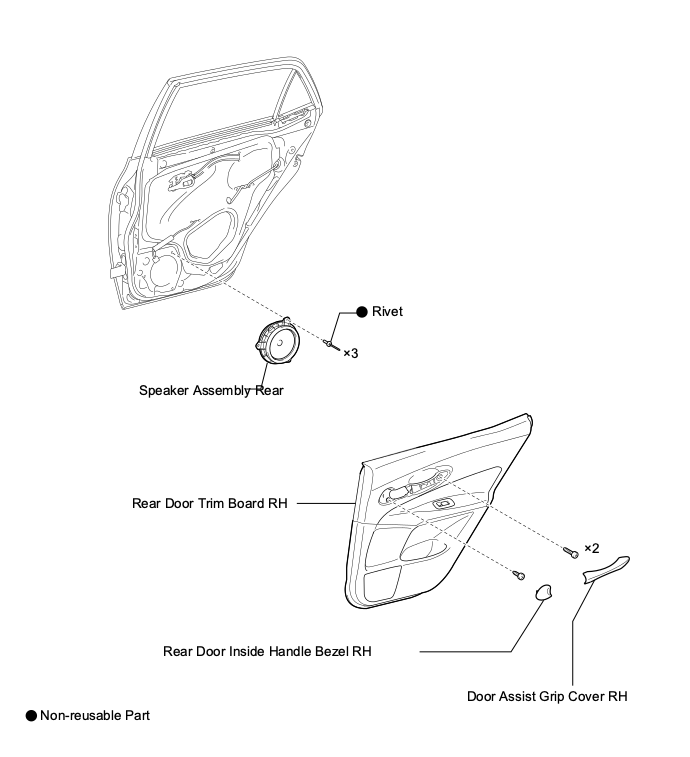 ● Rivet
×3
Speaker Assembly Rear
Rear Door Trim Board RH
×2
Rear Door Inside Handle Bezel RH
Door Assist Grip Cover RH
● Non-reusable Part